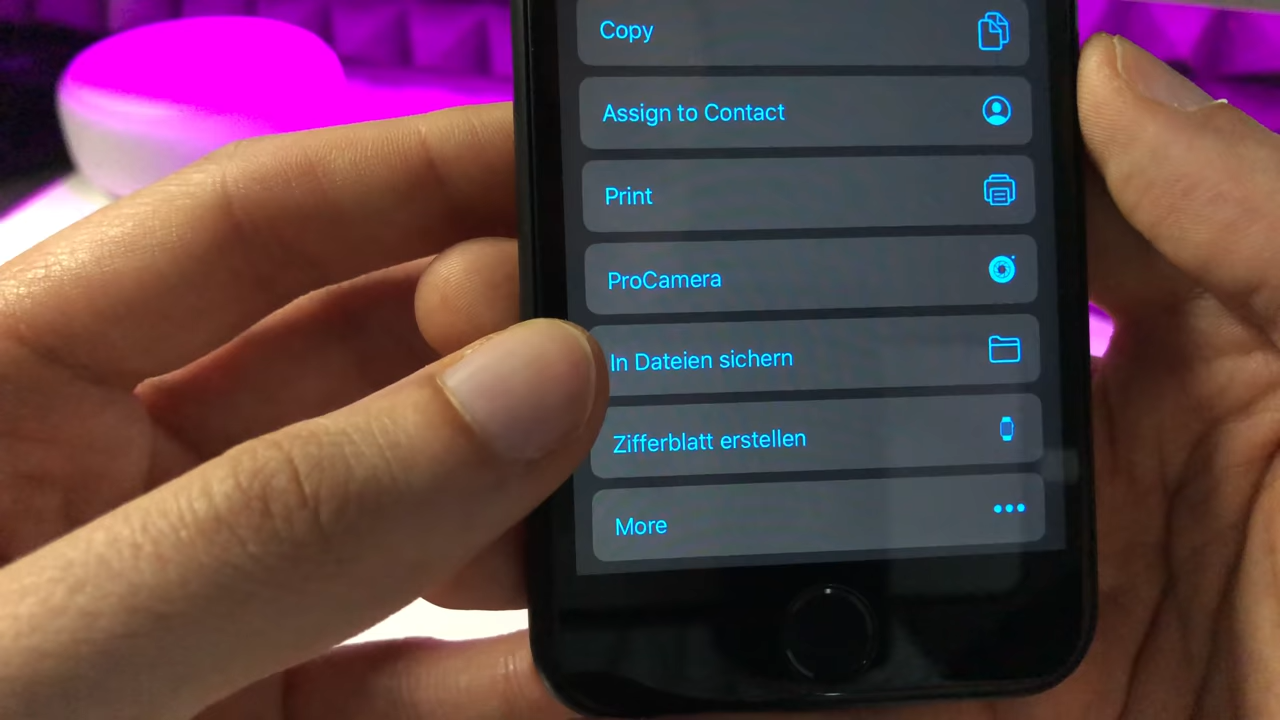 Copy
Assign to Contact
Print
ProCamera
In Dateien sichern
Zifferblatt erstellen
More